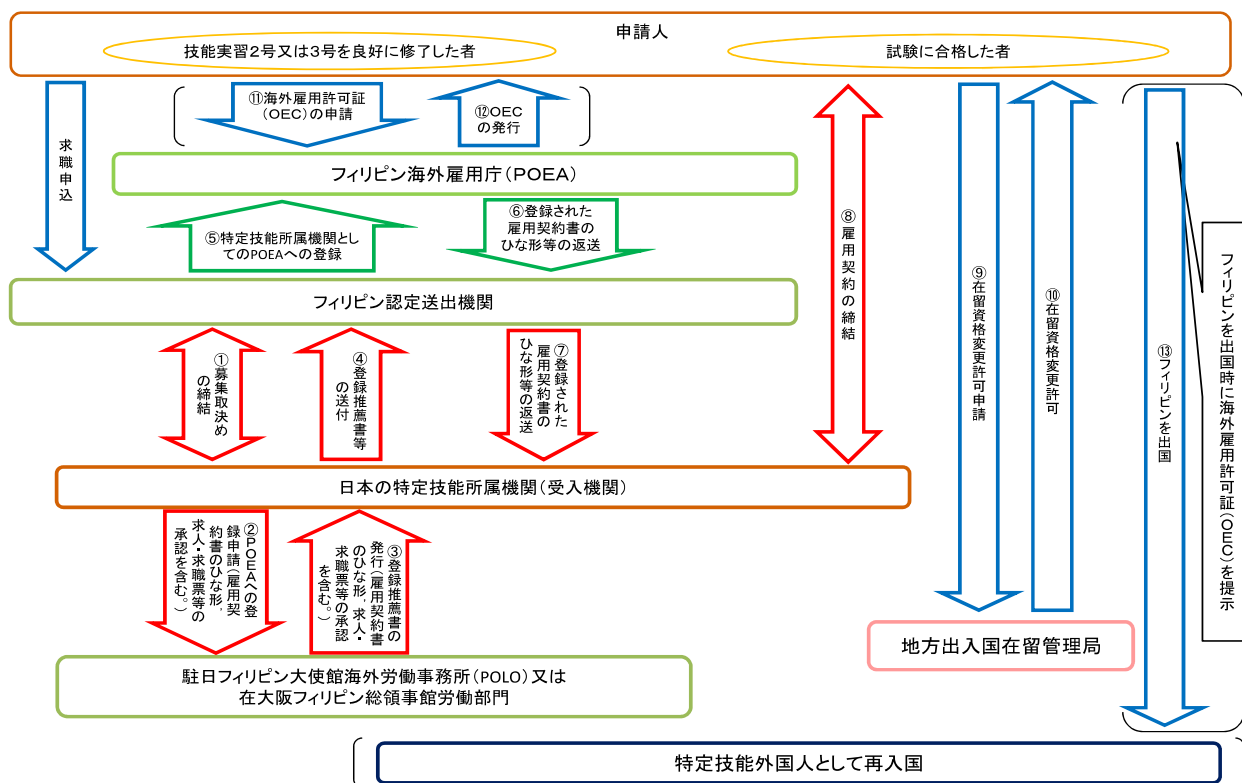 申請人
技能実習2号又は3号を良好に修了した者
試験に合格した者
求職申込
⑪海外雇用許可証
(OEC)の申請
⑫OEC
の発行
フィリピン海外雇用庁(POEA)
⑤特定技能所属機関とし
てのPOEAへの登録
⑥登録された
雇用契約書の
ひな形等の返送
フィリピン認定送出機関
①募集取決め
の締結
④登録推薦書等
の送付
⑦登録された
雇用契約書の
ひな形等の返送
⑧雇用契約の締結
⑨在留資格変更許可申請
⑩在留資格変更許可
⑬フィリピンを出国
フィリピンを出国時に海外雇用許可証(OEC)を提示
日本の特定技能所属機関(受入機関)
②POEAへの登
録申請(雇用契
約書のひな形,
求人・求職票等の
承認を含む。)
③登録推薦書の
発行(雇用契約書
のひな形,求人・
求職票等の承認
を含む。)
地方出入国在留管理局
駐日フィリピン大使館海外労働事務所(POLO)又は
在大阪フィリピン総領事館労働部門
特定技能外国人として再入国